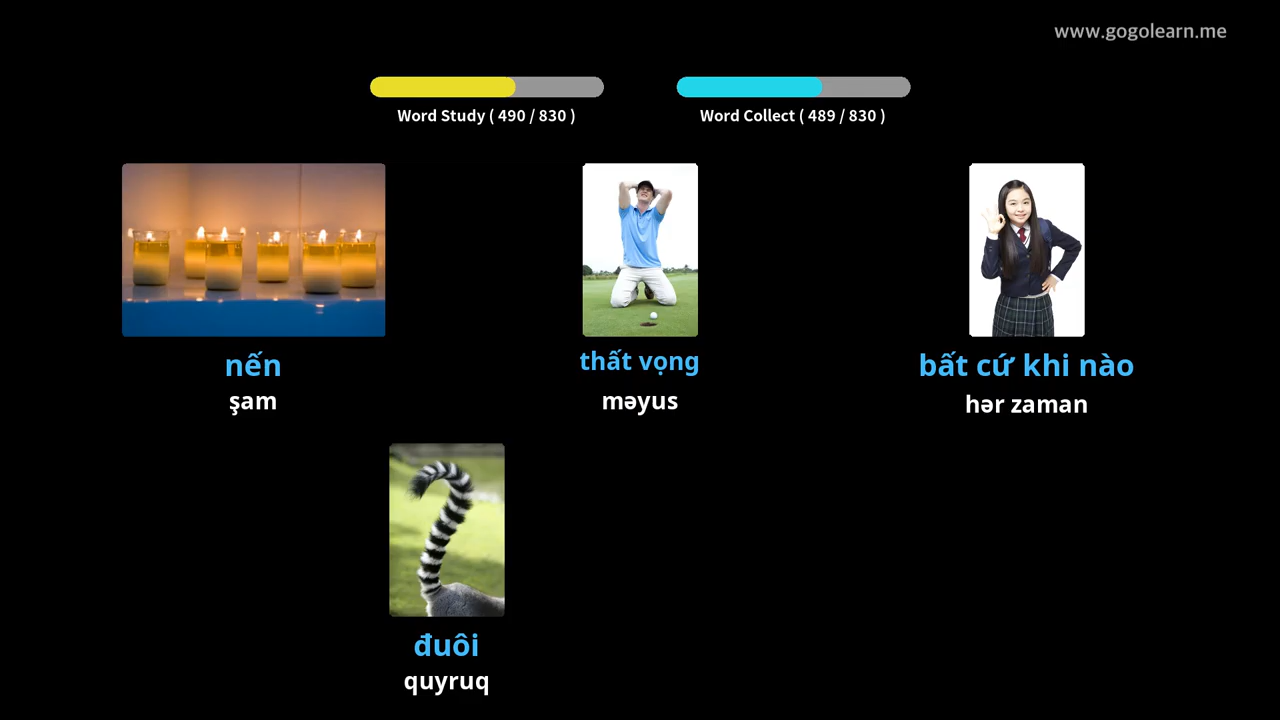 www.gogolearn.me
Word Study ( 490 / 830 )
Word Collect ( 489 / 830 )
nến
şam
thất vọng
məyus
bất cứ khi nào
hər zaman
đuôi
quyruq